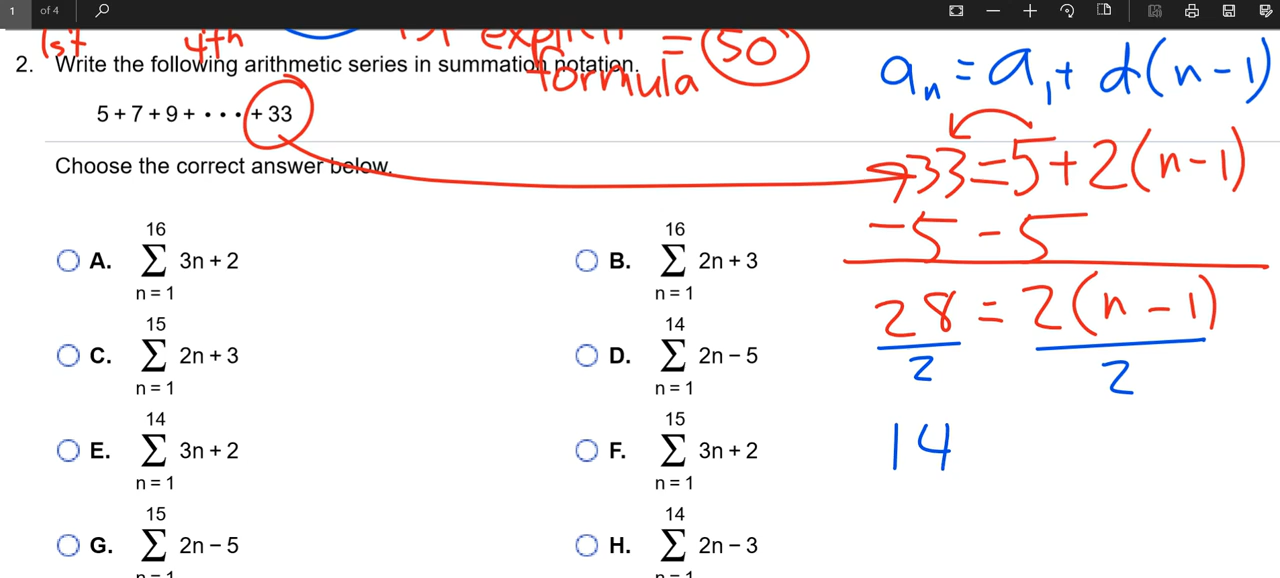 1 of 4
1st 4th explicit = 50
formula
2. Write the following arithmetic series in summation notation.
5 + 7 + 9 + • • • + 33
Choose the correct answer below.
aₙ = a₁ + d(n - 1)
33 = 5 + 2(n - 1)
- 5 - 5
28 = 2(n - 1)
2 2
14
16
A. Σ 3n + 2
n = 1
16
B. Σ 2n + 3
n = 1
15
C. Σ 2n + 3
n = 1
14
D. Σ 2n − 5
n = 1
14
E. Σ 3n + 2
n = 1
15
F. Σ 3n + 2
n = 1
15
G. Σ 2n − 5
n = 1
14
H. Σ 2n − 3
n = 1